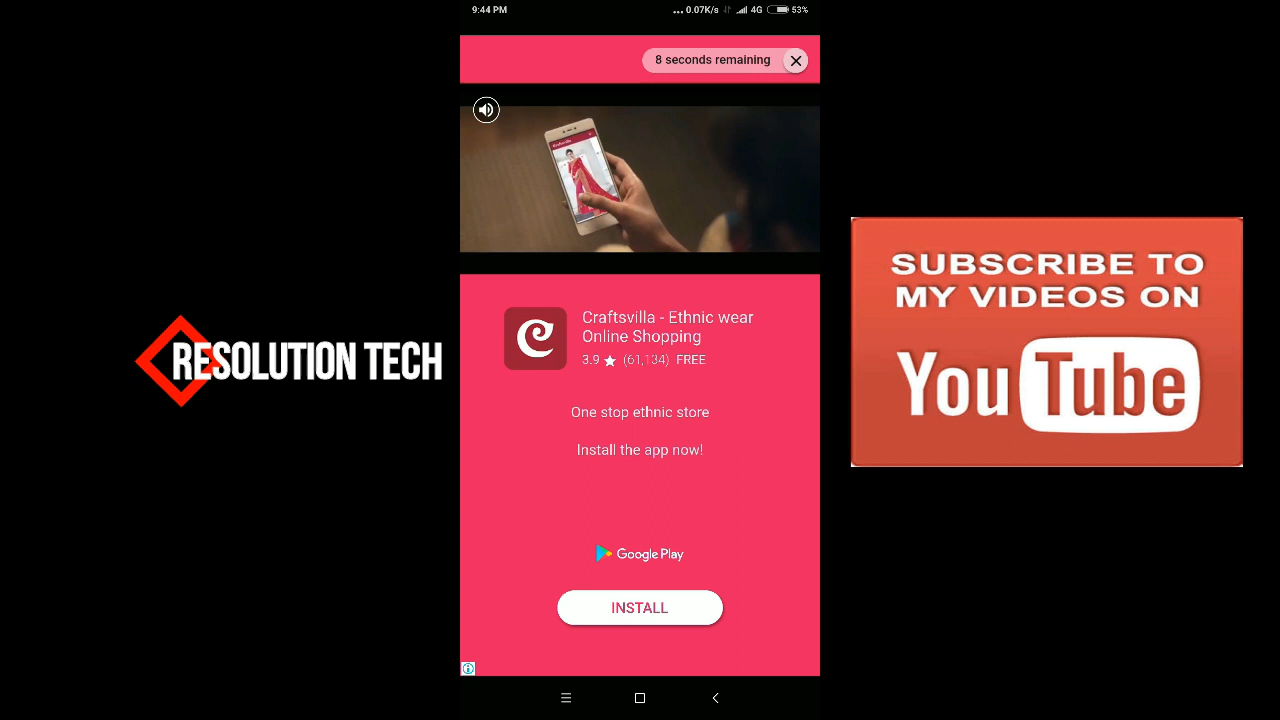 9:44 PM
... 0.07K/s 4G 53%
8 seconds remaining
RESOLUTION TECH
Craftsvilla - Ethnic wear
Online Shopping
3.9 ★ (61,134) FREE
One stop ethnic store
Install the app now!
Google Play
INSTALL
SUBSCRIBE TO
MY VIDEOS ON
YouTube